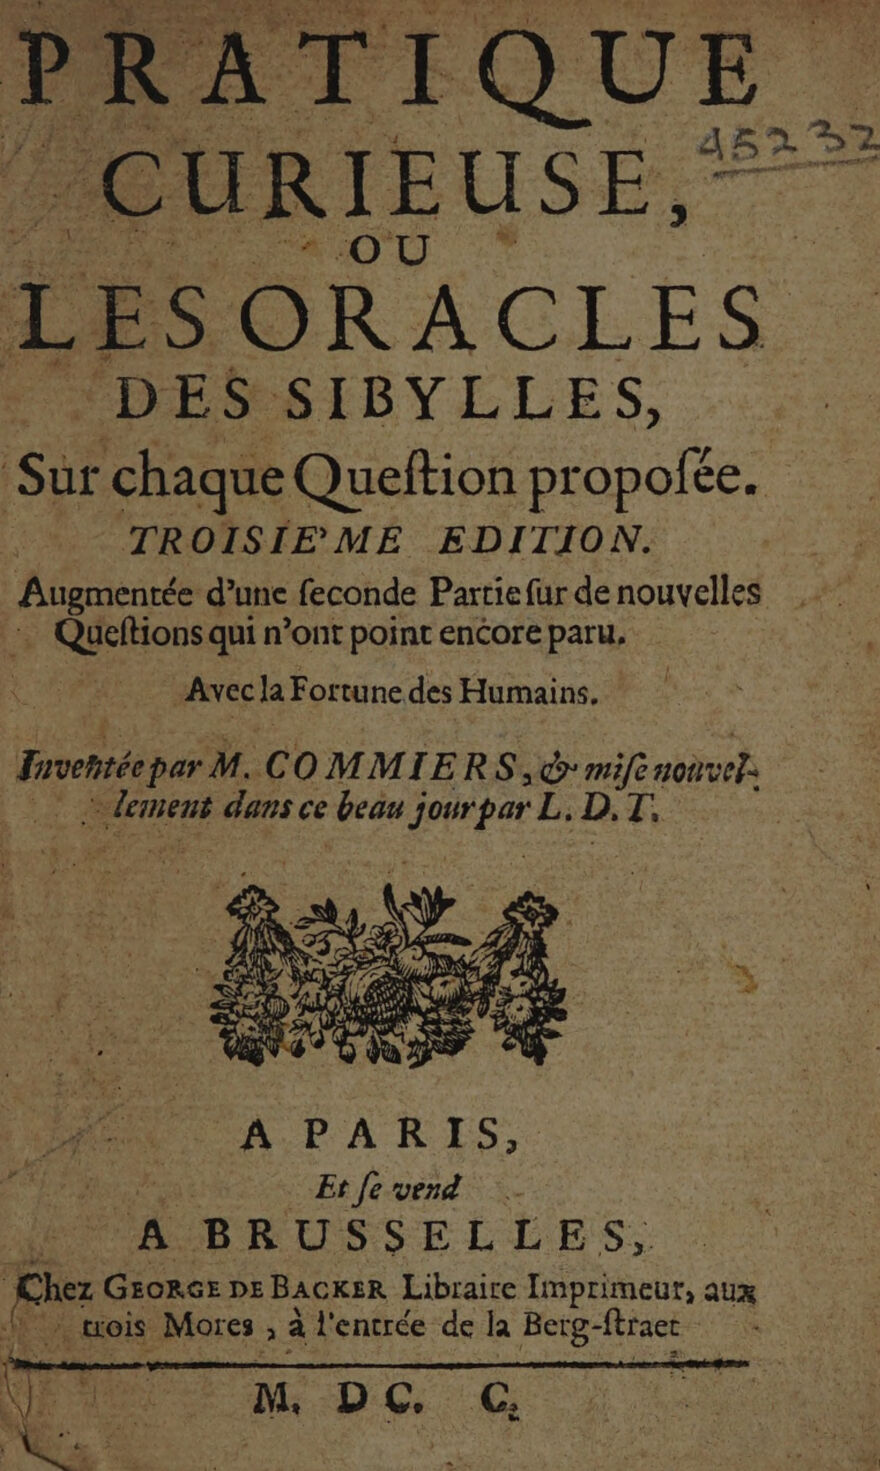 PRATIQUE
CURIEUSE,
45232
OU
LES ORACLES
DES SIBYLLES,
Sur chaque Queſtion propoſée.
TROISIE'ME EDITION.
Augmentée d'une ſeconde Partie ſur de nouvelles
Queſtions qui n'ont point encore paru.
Avec la Fortune des Humains.
Inventée par M. COMMIERS, & miſe nouvel-
lement dans ce beau jour par L. D. T.
A PARIS,
Et ſe vend
A BRUSSELLES,
Chez GEORGE DE BACKER Libraire Imprimeur, aux
trois Mores, à l'entrée de la Berg-ſtraet
M. DC. C.